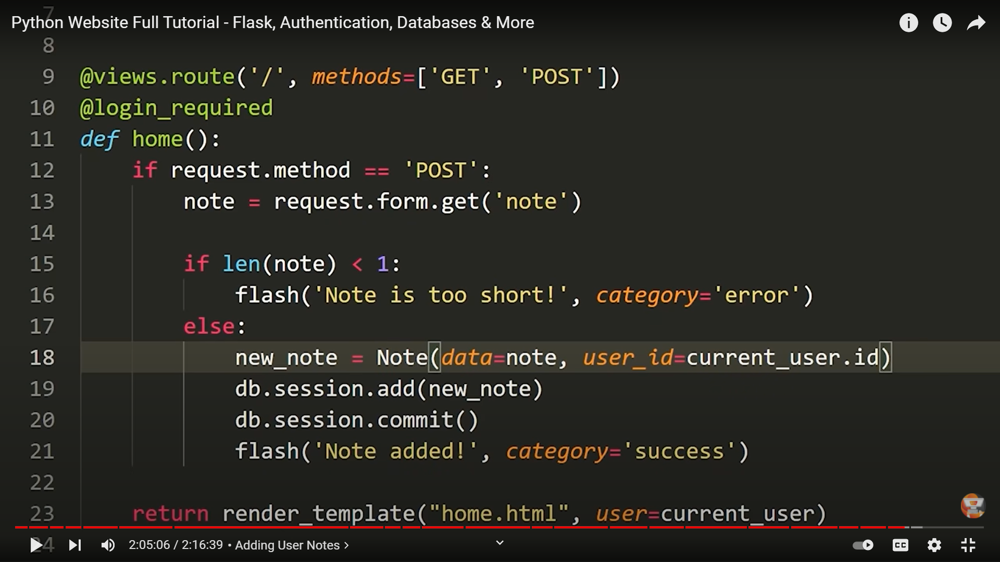 7
Python Website Full Tutorial - Flask, Authentication, Databases & More
8
9 @views.route('/', methods=['GET', 'POST'])
10 @login_required
11 def home():
12     if request.method == 'POST':
13         note = request.form.get('note')
14
15         if len(note) < 1:
16             flash('Note is too short!', category='error')
17         else:
18             new_note = Note(data=note, user_id=current_user.id)
19             db.session.add(new_note)
20             db.session.commit()
21             flash('Note added!', category='success')
22
23     return render_template("home.html", user=current_user)
24
2:05:06 / 2:16:39 • Adding User Notes >
CC